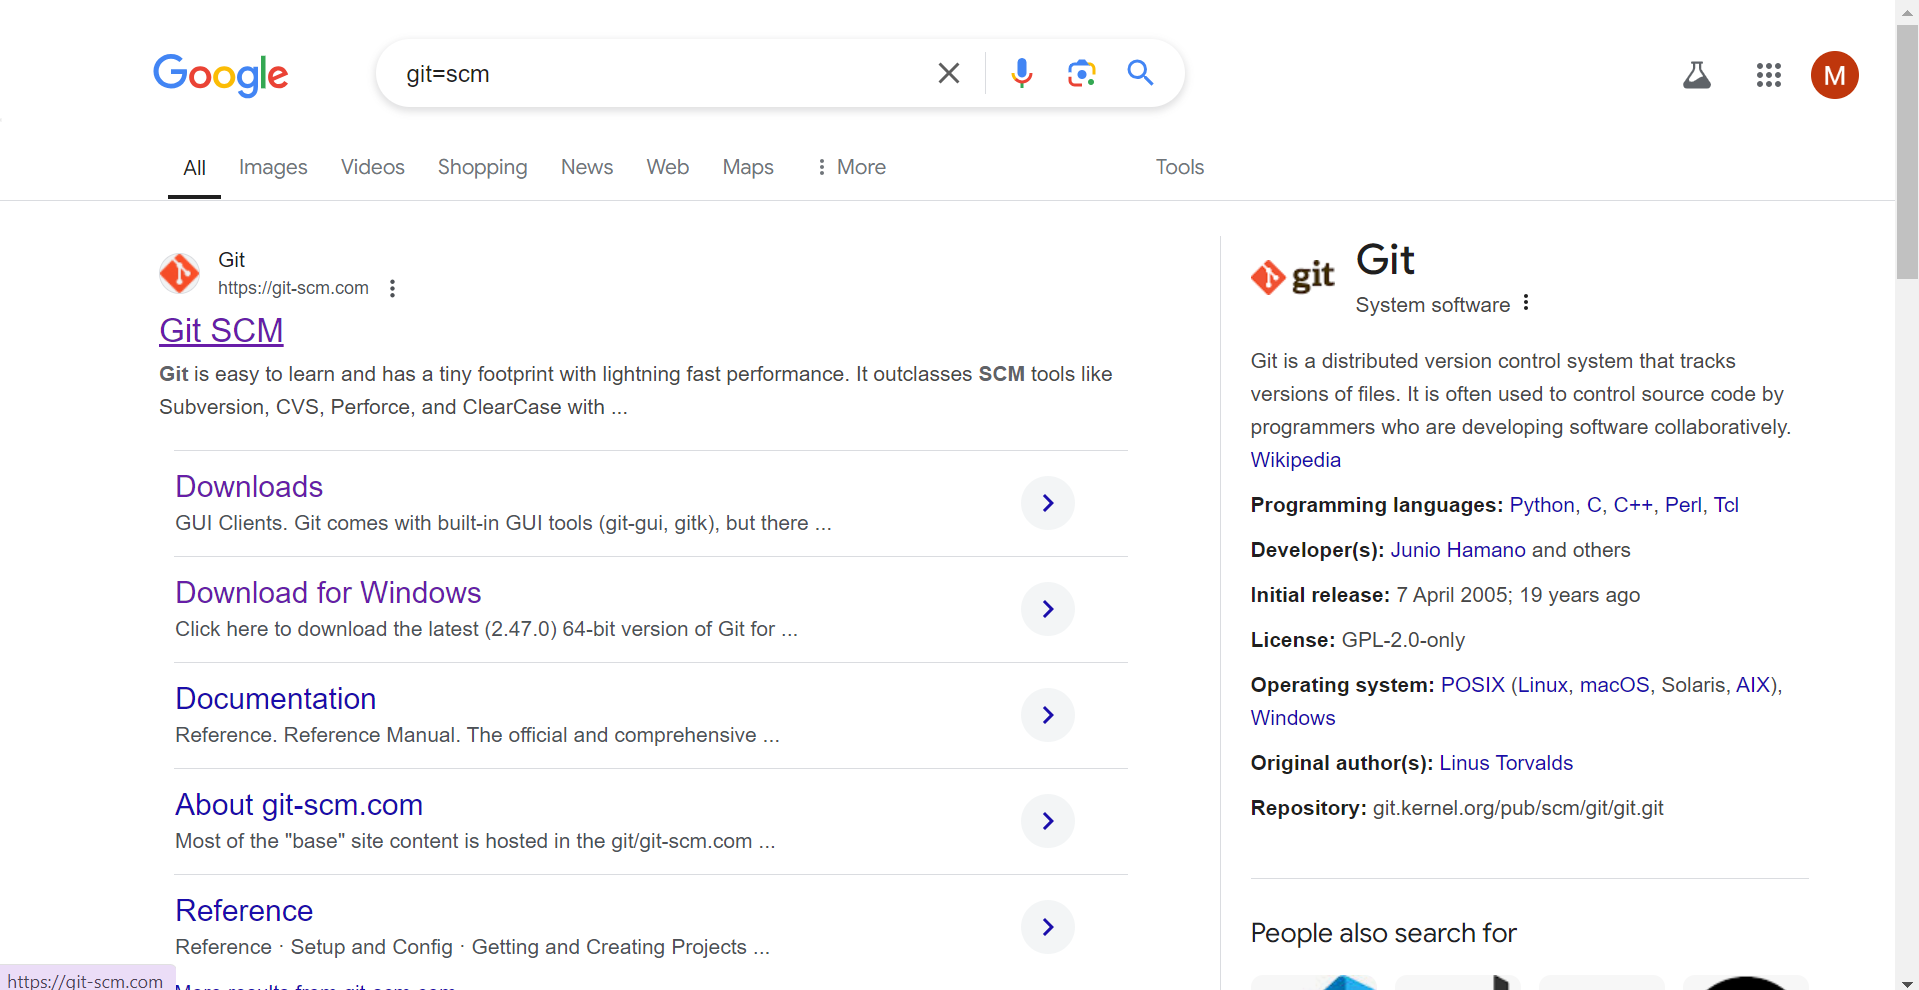 Google
git=scm
M
All
Images
Videos
Shopping
News
Web
Maps
More
Tools
Git
https://git-scm.com
Git SCM
Git is easy to learn and has a tiny footprint with lightning fast performance. It outclasses SCM tools like
Subversion, CVS, Perforce, and ClearCase with ...
Downloads
GUI Clients. Git comes with built-in GUI tools (git-gui, gitk), but there ...
Download for Windows
Click here to download the latest (2.47.0) 64-bit version of Git for ...
Documentation
Reference. Reference Manual. The official and comprehensive ...
About git-scm.com
Most of the "base" site content is hosted in the git/git-scm.com ...
Reference
Reference · Setup and Config · Getting and Creating Projects ...
More results from git-scm.com
https://git-scm.com
git
Git
System software
Git is a distributed version control system that tracks
versions of files. It is often used to control source code by
programmers who are developing software collaboratively.
Wikipedia
Programming languages: Python, C, C++, Perl, Tcl
Developer(s): Junio Hamano and others
Initial release: 7 April 2005; 19 years ago
License: GPL-2.0-only
Operating system: POSIX (Linux, macOS, Solaris, AIX),
Windows
Original author(s): Linus Torvalds
Repository: git.kernel.org/pub/scm/git/git.git
People also search for